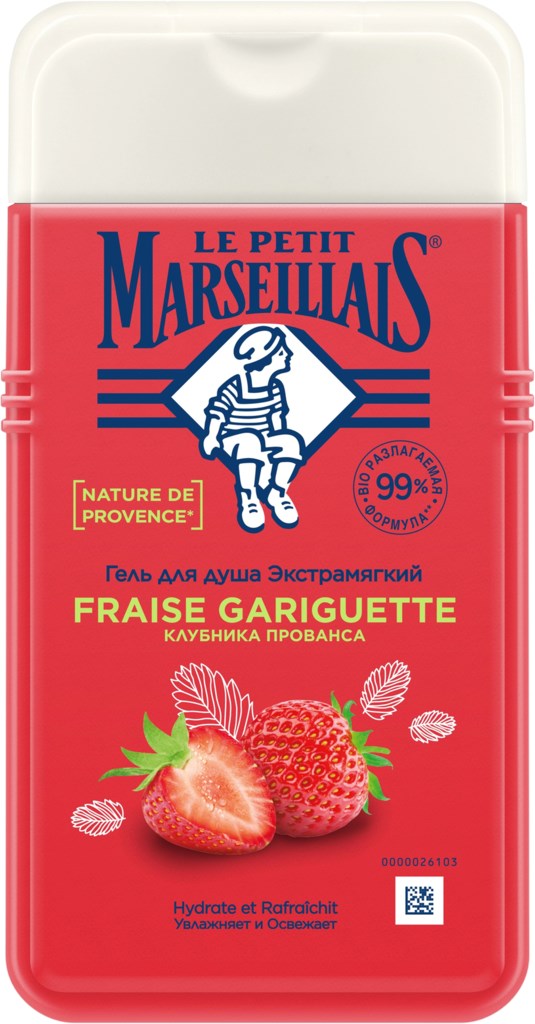 LE PETIT
MARSEILLAIS®
[NATURE DE
PROVENCE*]
BIO РАЗЛАГАЕМАЯ
99%
ФОРМУЛА**
Гель для душа Экстрамягкий
FRAISE GARIGUETTE
КЛУБНИКА ПРОВАНСА
0000026103
Hydrate et Rafraîchit
Увлажняет и Освежает